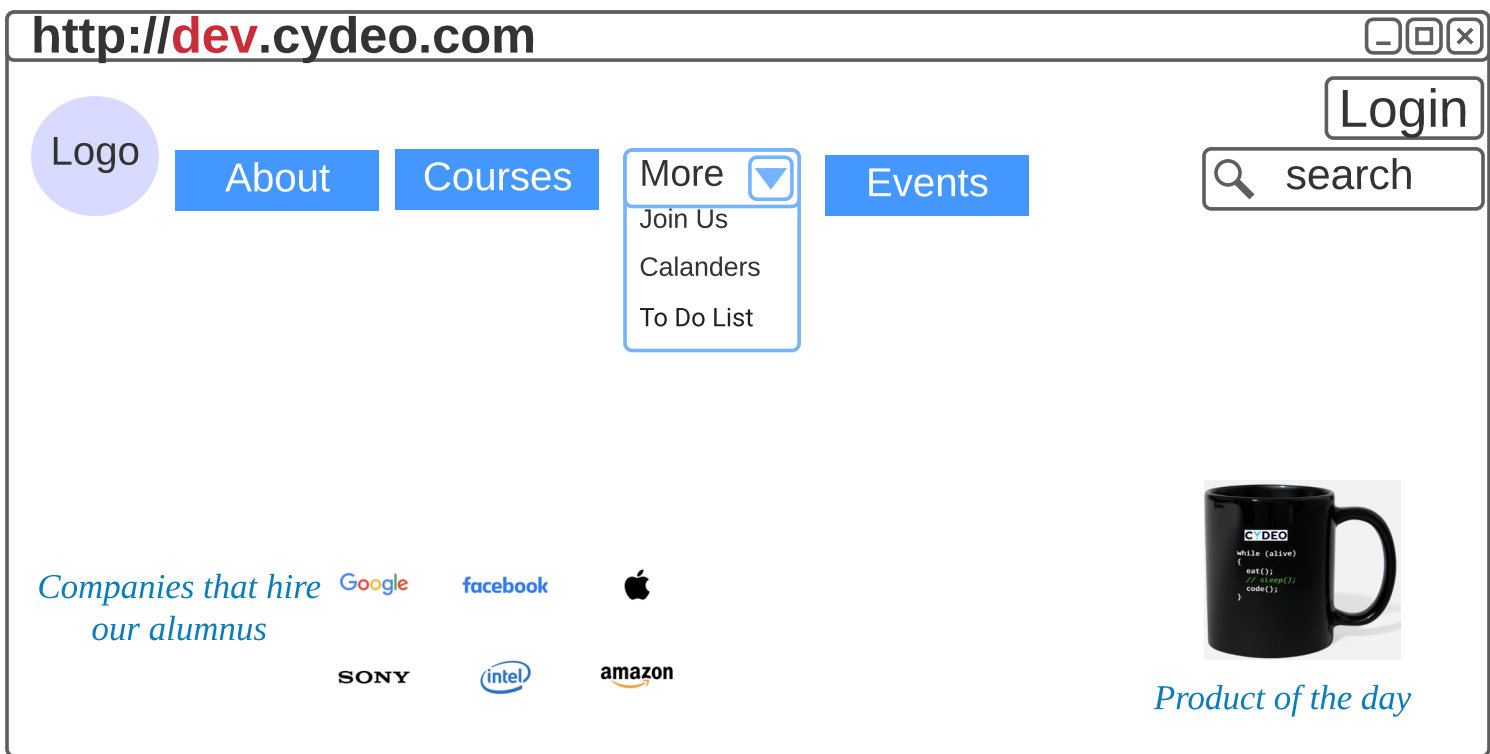 http://dev.cydeo.com
Login
Logo
About
Courses
More
Events
search
Join Us
Calanders
To Do List
CYDEO
while (alive)
{
eat();
// sleep();
code();
}
Companies that hire
our alumnus
Google
facebook
SONY
intel
amazon
Product of the day